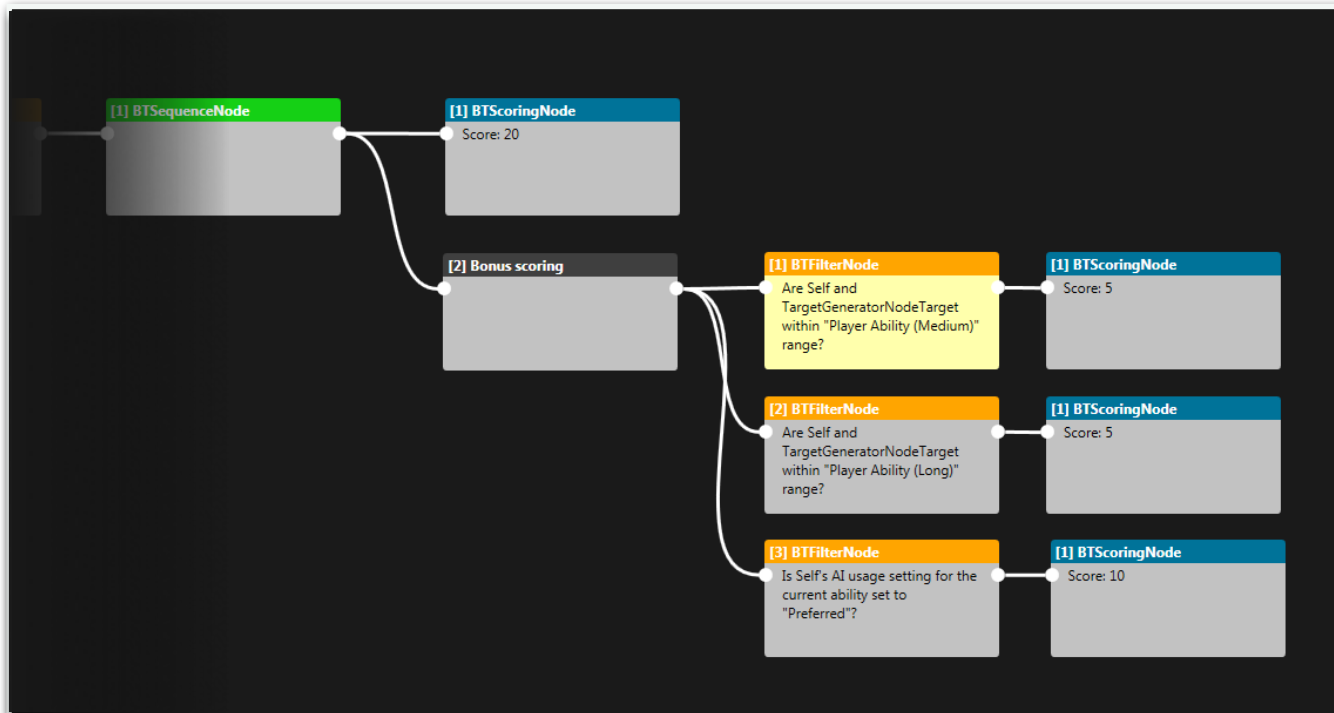 [1] BTSequenceNode
[1] BTScoringNode
Score: 20
[2] Bonus scoring
[1] BTFilterNode
Are Self and
TargetGeneratorNodeTarget
within "Player Ability (Medium)"
range?
[1] BTScoringNode
Score: 5
[2] BTFilterNode
Are Self and
TargetGeneratorNodeTarget
within "Player Ability (Long)"
range?
[1] BTScoringNode
Score: 5
[3] BTFilterNode
Is Self's AI usage setting for the
current ability set to
"Preferred"?
[1] BTScoringNode
Score: 10